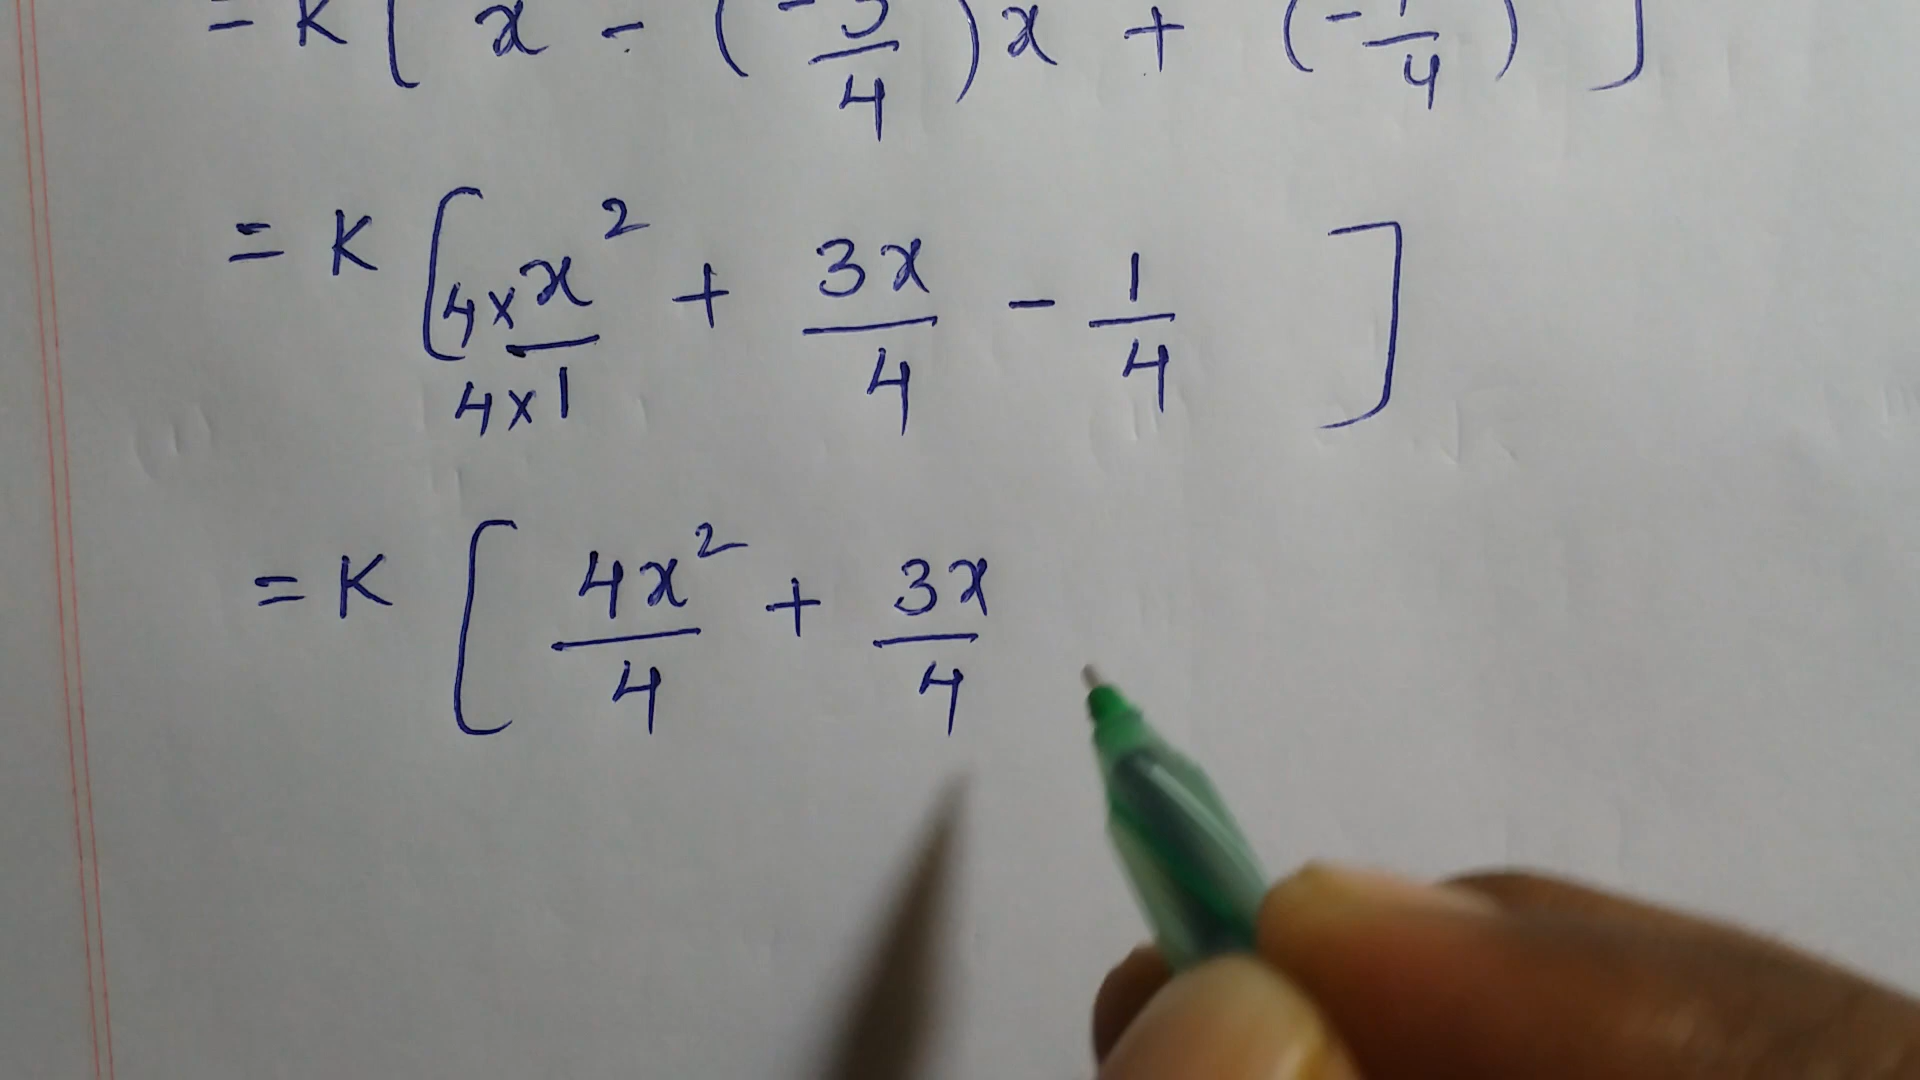 = K [ x - (-3/4)x + (-1/4) ]
= K [ 4×x²/4×1 + 3x/4 - 1/4 ]
= K [ 4x²/4 + 3x/4